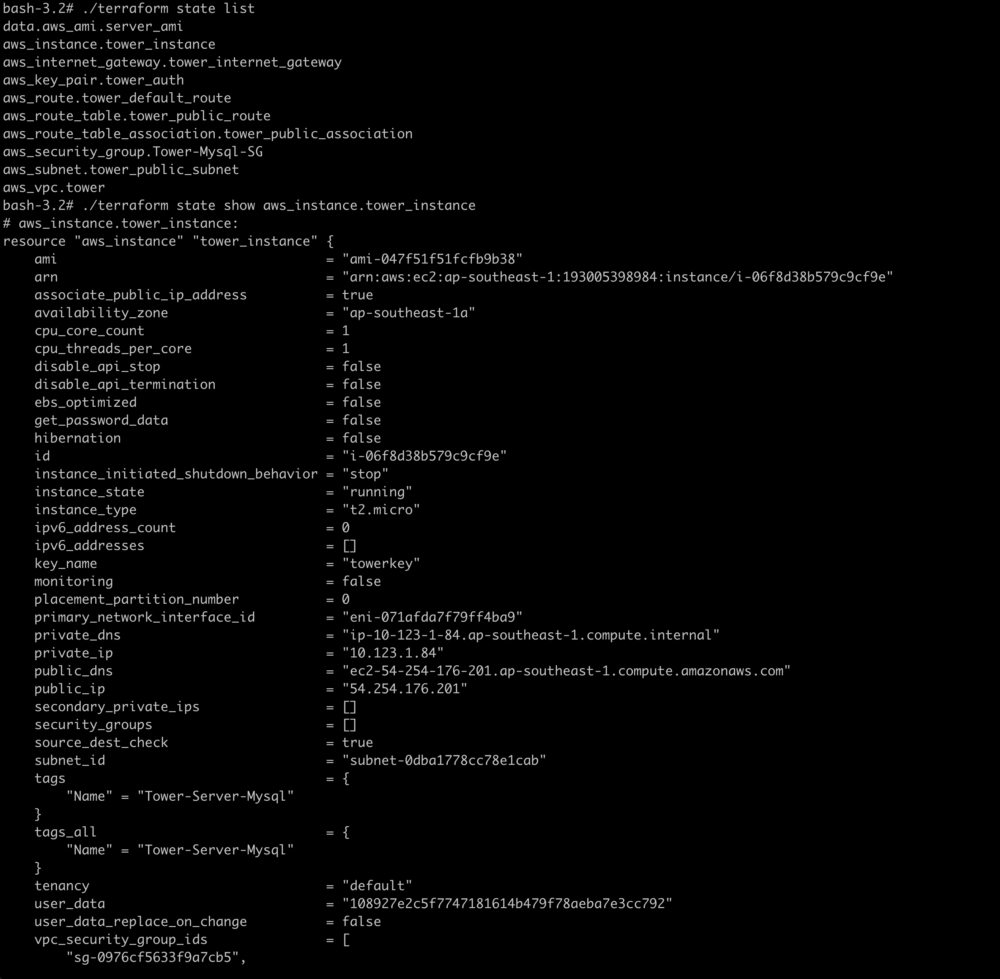 bash-3.2# ./terraform state list
data.aws_ami.server_ami
aws_instance.tower_instance
aws_internet_gateway.tower_internet_gateway
aws_key_pair.tower_auth
aws_route.tower_default_route
aws_route_table.tower_public_route
aws_route_table_association.tower_public_association
aws_security_group.Tower-Mysql-SG
aws_subnet.tower_public_subnet
aws_vpc.tower
bash-3.2# ./terraform state show aws_instance.tower_instance
# aws_instance.tower_instance:
resource "aws_instance" "tower_instance" {
    ami                                  = "ami-047f51f51fcfb9b38"
    arn                                  = "arn:aws:ec2:ap-southeast-1:193005398984:instance/i-06f8d38b579c9cf9e"
    associate_public_ip_address          = true
    availability_zone                    = "ap-southeast-1a"
    cpu_core_count                       = 1
    cpu_threads_per_core                 = 1
    disable_api_stop                     = false
    disable_api_termination              = false
    ebs_optimized                        = false
    get_password_data                    = false
    hibernation                          = false
    id                                   = "i-06f8d38b579c9cf9e"
    instance_initiated_shutdown_behavior = "stop"
    instance_state                       = "running"
    instance_type                        = "t2.micro"
    ipv6_address_count                   = 0
    ipv6_addresses                       = []
    key_name                             = "towerkey"
    monitoring                           = false
    placement_partition_number           = 0
    primary_network_interface_id         = "eni-071afda7f79ff4ba9"
    private_dns                          = "ip-10-123-1-84.ap-southeast-1.compute.internal"
    private_ip                           = "10.123.1.84"
    public_dns                           = "ec2-54-254-176-201.ap-southeast-1.compute.amazonaws.com"
    public_ip                            = "54.254.176.201"
    secondary_private_ips                = []
    security_groups                      = []
    source_dest_check                    = true
    subnet_id                            = "subnet-0dba1778cc78e1cab"
    tags                                 = {
        "Name" = "Tower-Server-Mysql"
    }
    tags_all                             = {
        "Name" = "Tower-Server-Mysql"
    }
    tenancy                              = "default"
    user_data                            = "108927e2c5f7747181614b479f78aeba7e3cc792"
    user_data_replace_on_change          = false
    vpc_security_group_ids               = [
        "sg-0976cf5633f9a7cb5",